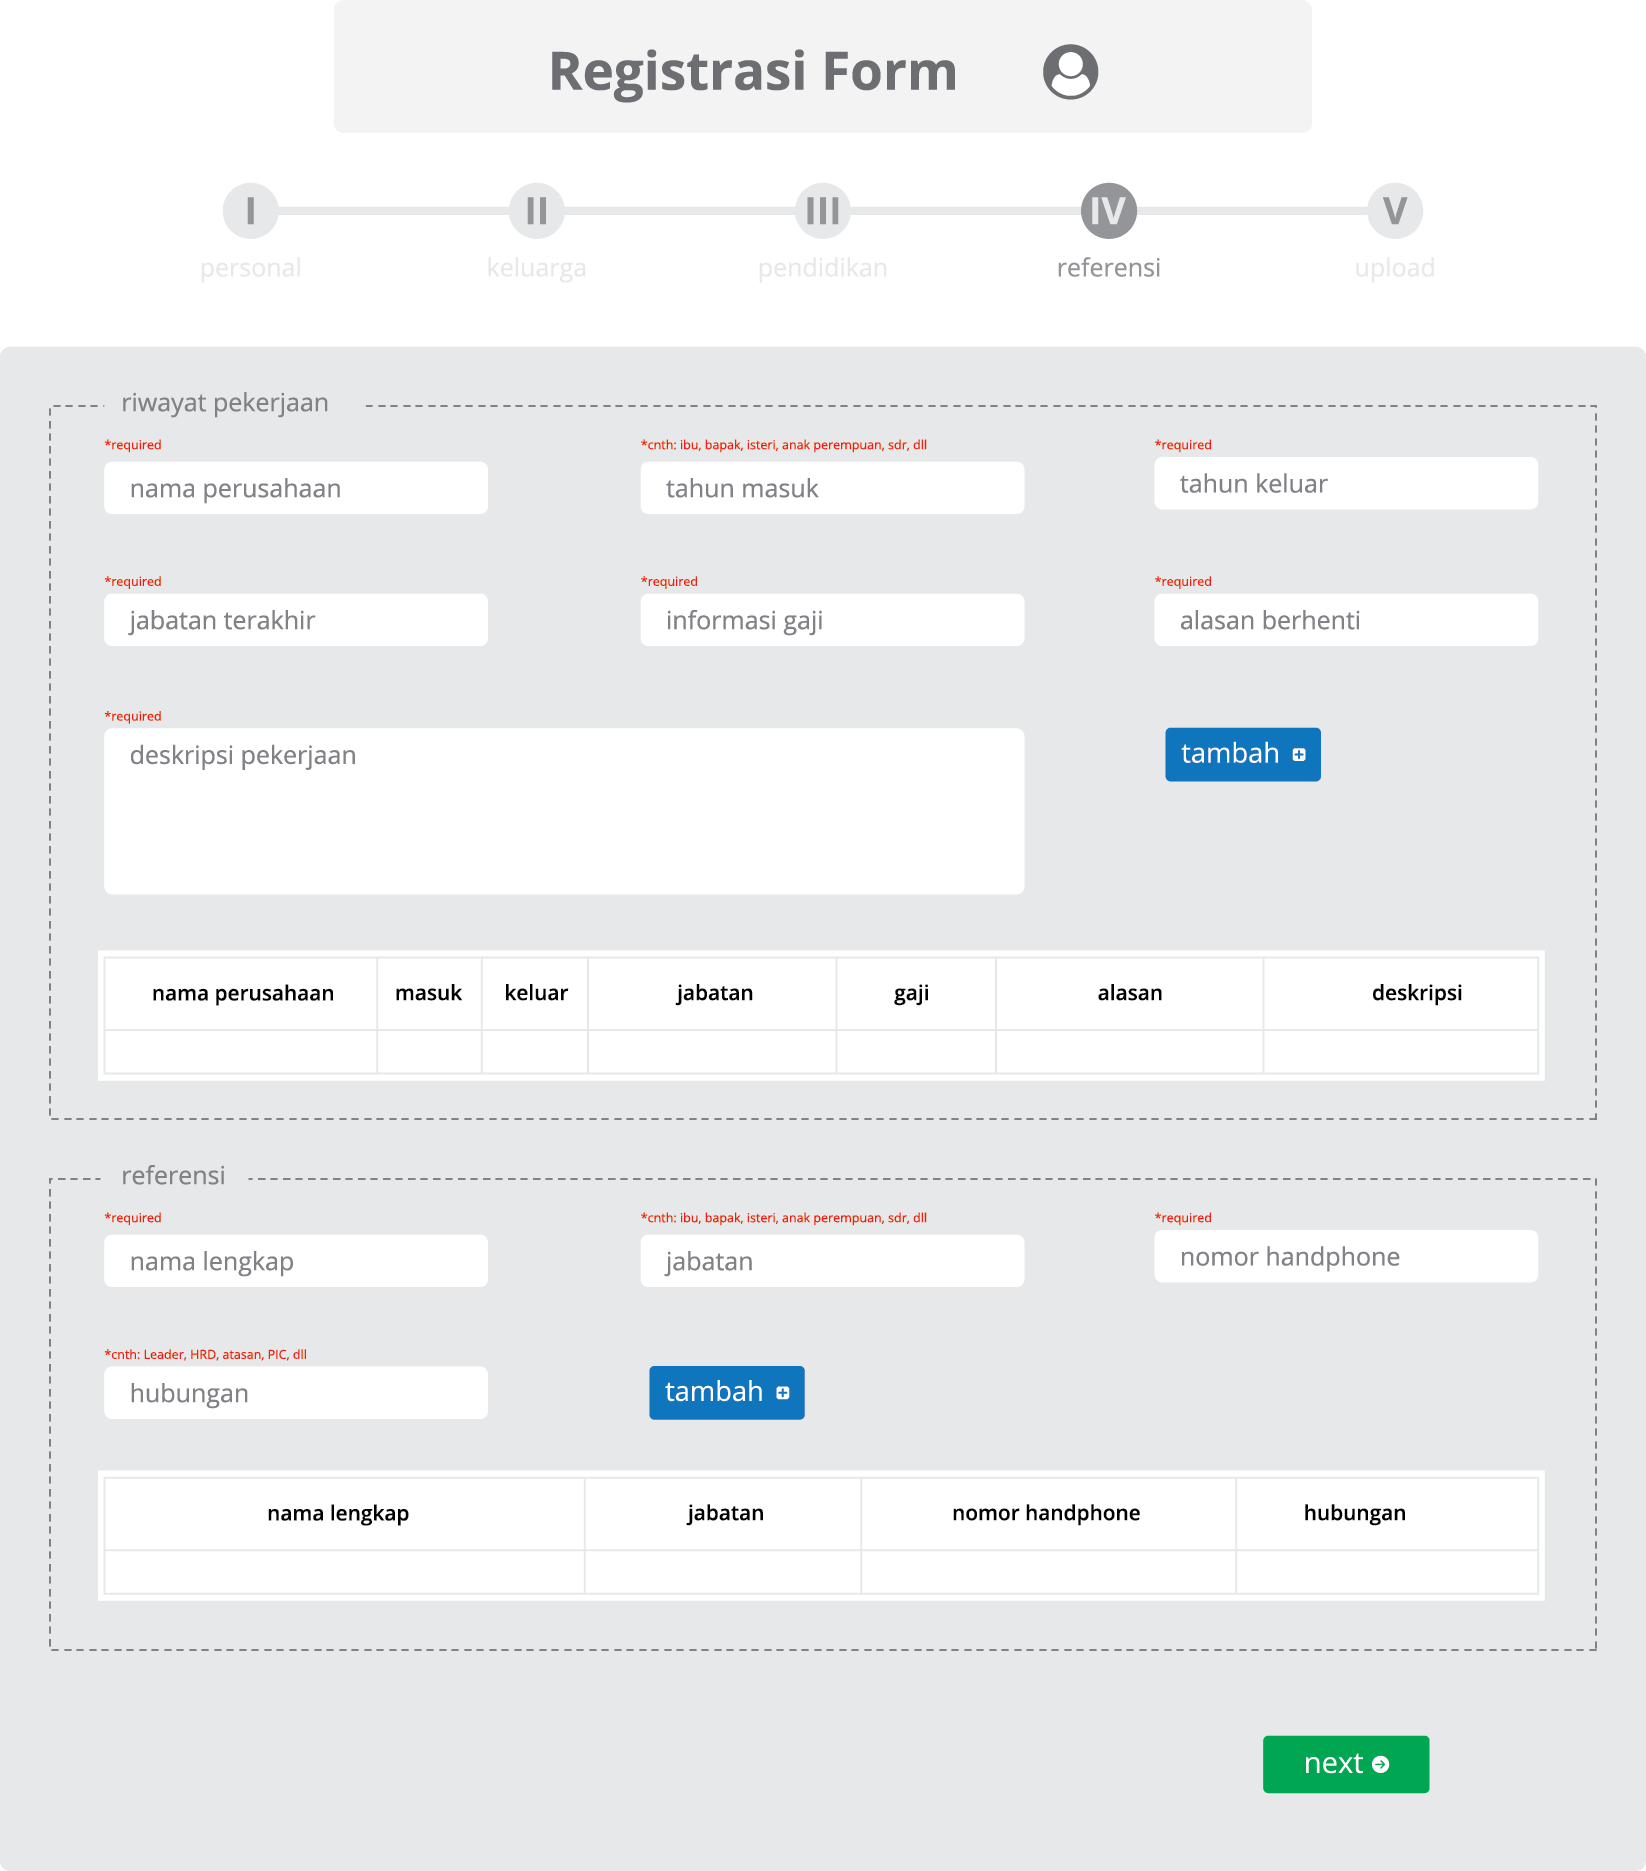 Registrasi Form
I II III IV V
personal keluarga pendidikan referensi upload
riwayat pekerjaan
*required *cnth: ibu, bapak, isteri, anak perempuan, sdr, dll *required
nama perusahaan tahun masuk tahun keluar
*required *required *required
jabatan terakhir informasi gaji alasan berhenti
*required
deskripsi pekerjaan tambah
nama perusahaan masuk keluar jabatan gaji alasan deskripsi
referensi
*required *cnth: ibu, bapak, isteri, anak perempuan, sdr, dll *required
nama lengkap jabatan nomor handphone
*cnth: Leader, HRD, atasan, PIC, dll
hubungan tambah
nama lengkap jabatan nomor handphone hubungan
next